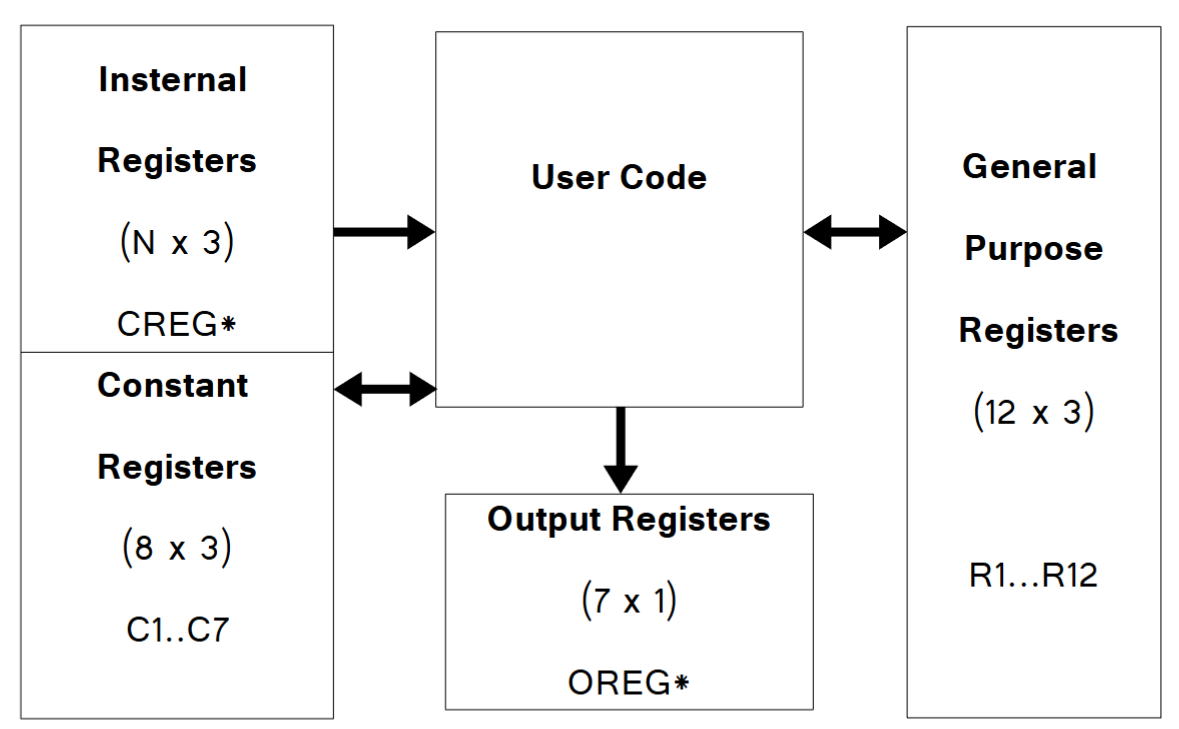 Insternal
Registers
(N x 3)
CREG*
Constant
Registers
(8 x 3)
C1..C7
User Code
Output Registers
(7 x 1)
OREG*
General
Purpose
Registers
(12 x 3)
R1...R12